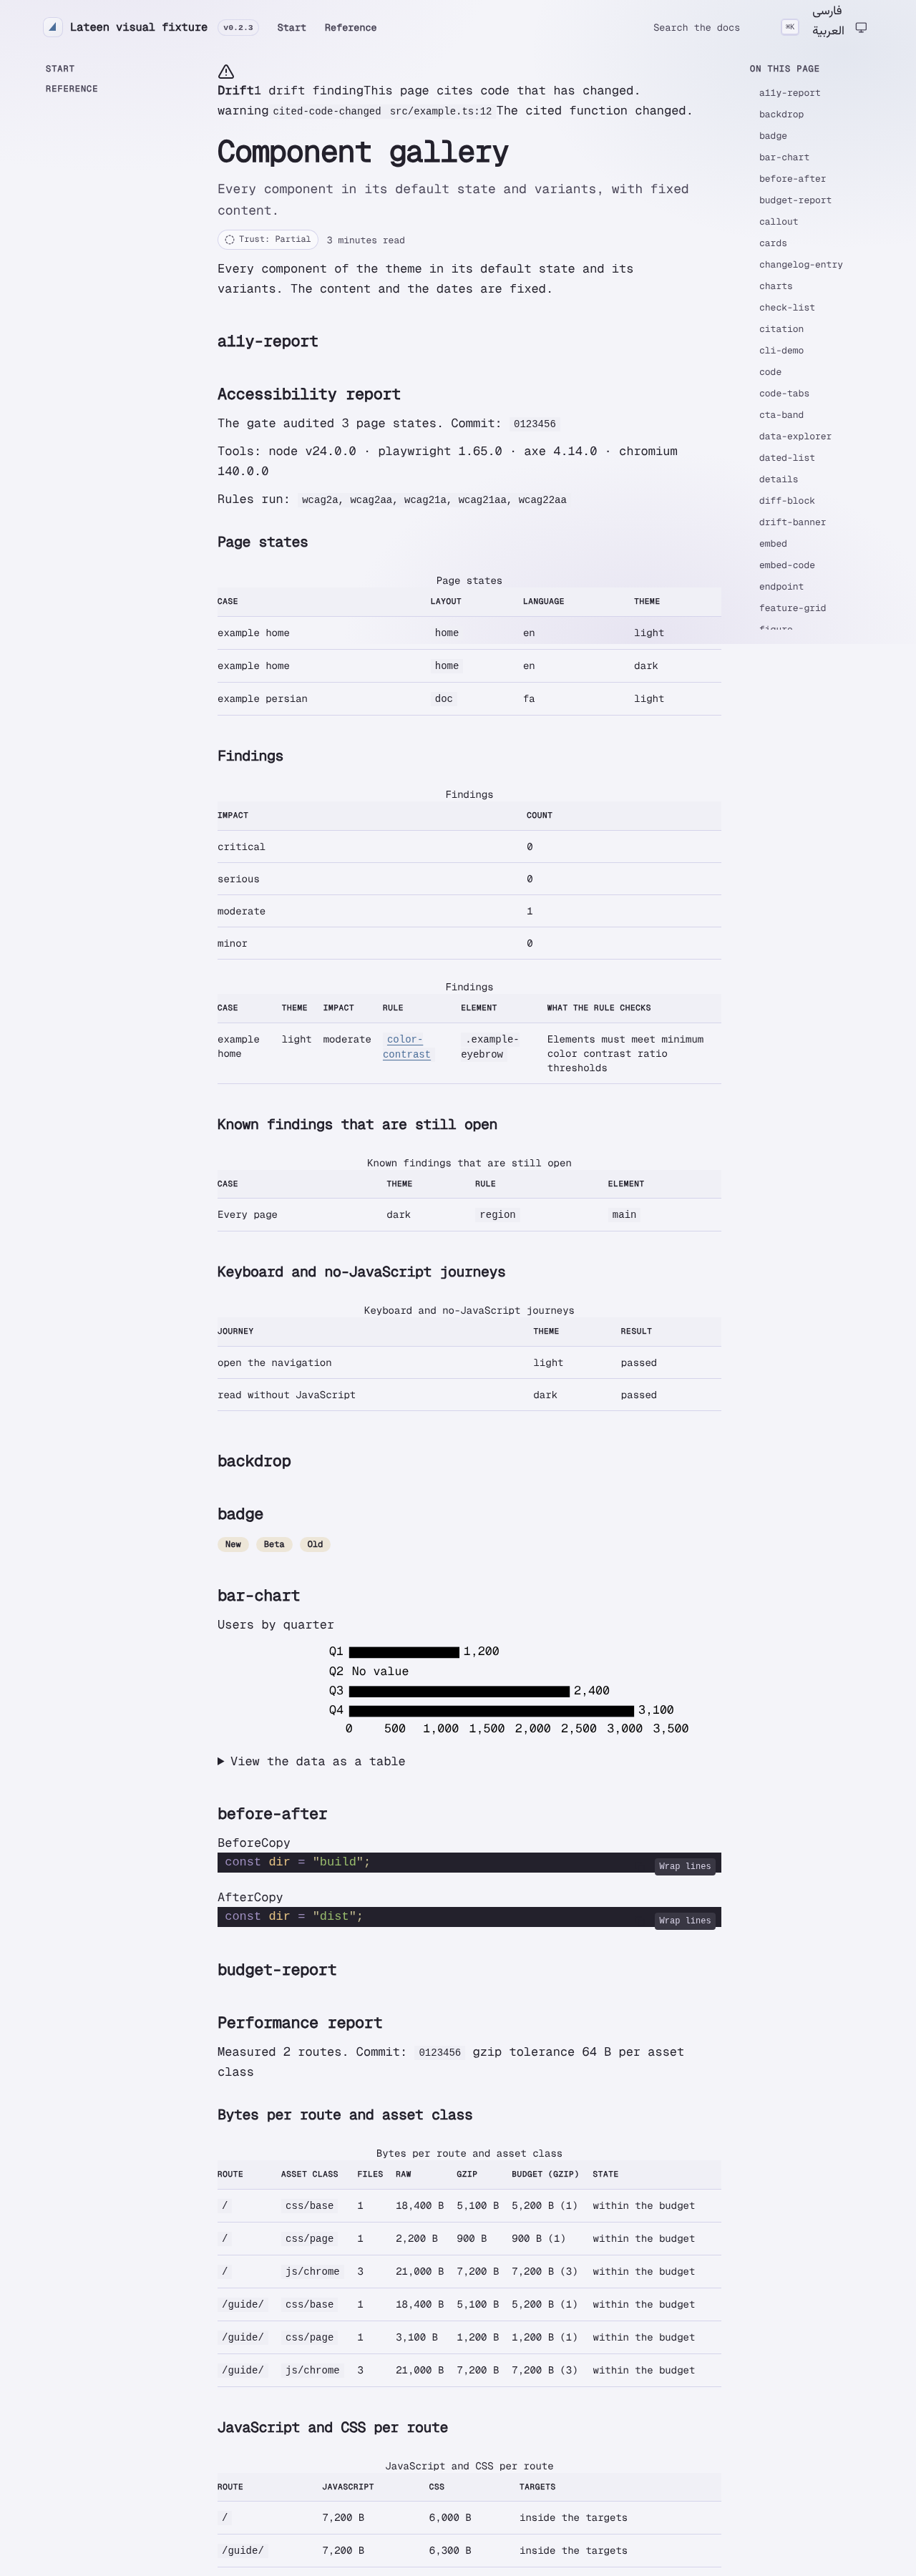 Lateen visual fixture v0.2.3 Start Reference Search the docs ⌘K فارسی
العربية
START
REFERENCE
Drift1 drift findingThis page cites code that has changed.
warning cited-code-changed src/example.ts:12 The cited function changed.
Component gallery
Every component in its default state and variants, with fixed
content.
Trust: Partial 3 minutes read
Every component of the theme in its default state and its
variants. The content and the dates are fixed.
a11y-report
Accessibility report
The gate audited 3 page states. Commit: 0123456
Tools: node v24.0.0 · playwright 1.65.0 · axe 4.14.0 · chromium
140.0.0
Rules run: wcag2a, wcag2aa, wcag21a, wcag21aa, wcag22aa
Page states
Page states
CASE LAYOUT LANGUAGE THEME
example home home en light
example home home en dark
example persian doc fa light
Findings
Findings
IMPACT COUNT
critical 0
serious 0
moderate 1
minor 0
Findings
CASE THEME IMPACT RULE ELEMENT WHAT THE RULE CHECKS
example light moderate color- .example- Elements must meet minimum
home contrast eyebrow color contrast ratio
thresholds
Known findings that are still open
Known findings that are still open
CASE THEME RULE ELEMENT
Every page dark region main
Keyboard and no-JavaScript journeys
Keyboard and no-JavaScript journeys
JOURNEY THEME RESULT
open the navigation light passed
read without JavaScript dark passed
backdrop
badge
New Beta Old
bar-chart
Users by quarter
Q1 1,200
Q2 No value
Q3 2,400
Q4 3,100
0 500 1,000 1,500 2,000 2,500 3,000 3,500
View the data as a table
before-after
BeforeCopy
const dir = "build"; Wrap lines
AfterCopy
const dir = "dist"; Wrap lines
budget-report
Performance report
Measured 2 routes. Commit: 0123456 gzip tolerance 64 B per asset
class
Bytes per route and asset class
Bytes per route and asset class
ROUTE ASSET CLASS FILES RAW GZIP BUDGET (GZIP) STATE
/ css/base 1 18,400 B 5,100 B 5,200 B (1) within the budget
/ css/page 1 2,200 B 900 B 900 B (1) within the budget
/ js/chrome 3 21,000 B 7,200 B 7,200 B (3) within the budget
/guide/ css/base 1 18,400 B 5,100 B 5,200 B (1) within the budget
/guide/ css/page 1 3,100 B 1,200 B 1,200 B (1) within the budget
/guide/ js/chrome 3 21,000 B 7,200 B 7,200 B (3) within the budget
JavaScript and CSS per route
JavaScript and CSS per route
ROUTE JAVASCRIPT CSS TARGETS
/ 7,200 B 6,000 B inside the targets
/guide/ 7,200 B 6,300 B inside the targets
ON THIS PAGE
a11y-report
backdrop
badge
bar-chart
before-after
budget-report
callout
cards
changelog-entry
charts
check-list
citation
cli-demo
code
code-tabs
cta-band
data-explorer
dated-list
details
diff-block
drift-banner
embed
embed-code
endpoint
feature-grid